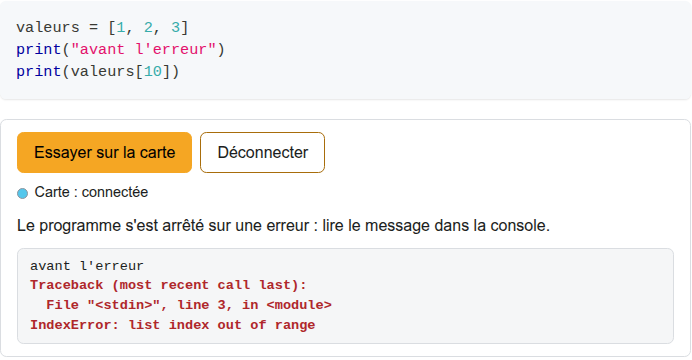 valeurs = [1, 2, 3]
print("avant l'erreur")
print(valeurs[10])
Essayer sur la carte
Déconnecter
Carte : connectée
Le programme s'est arrêté sur une erreur : lire le message dans la console.
avant l'erreur
Traceback (most recent call last):
  File "<stdin>", line 3, in <module>
IndexError: list index out of range